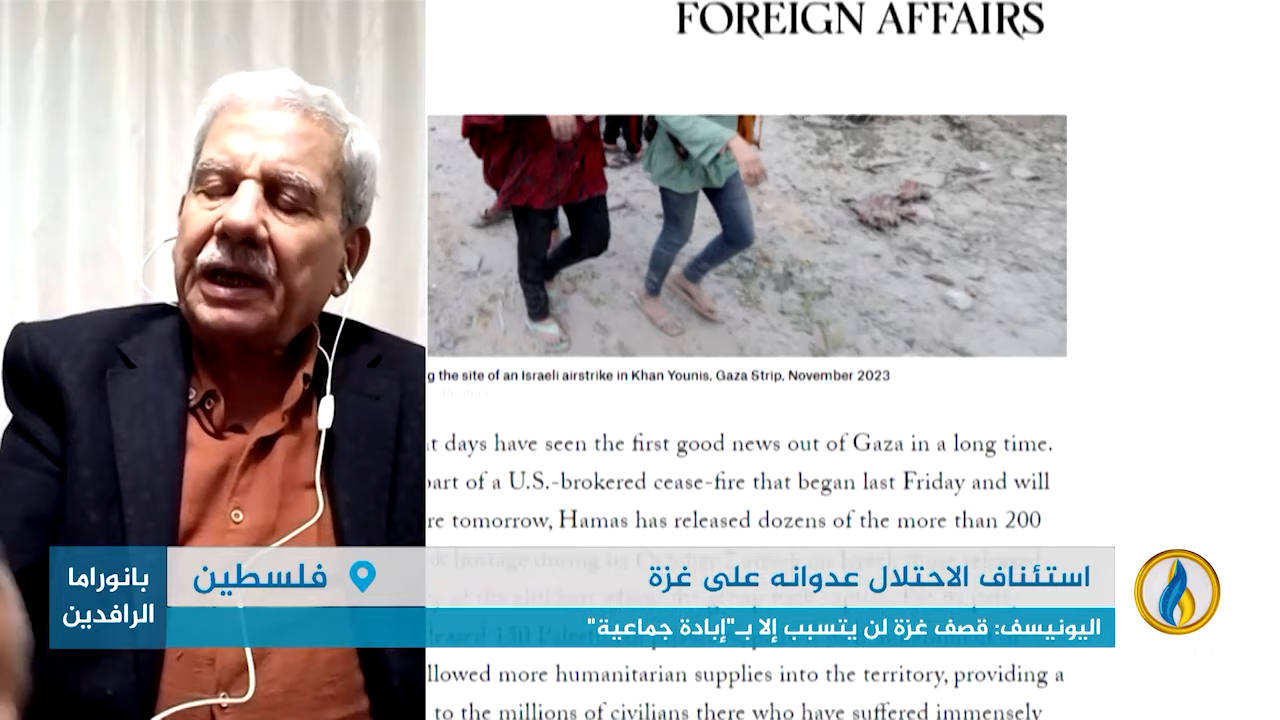 FOREIGN AFFAIRS
g the site of an Israeli airstrike in Khan Younis, Gaza Strip, November 2023
t days have seen the first good news out of Gaza in a long time.
part of a U.S.-brokered cease-fire that began last Friday and will
re tomorrow, Hamas has released dozens of the more than 200
استئناف الاحتلال عدوانه على غزة
فلسطين
بانوراما
الرافدين
اليونيسف: قصف غزة لن يتسبب إلا بـ"إبادة جماعية"
llowed more humanitarian supplies into the territory, providing a
to the millions of civilians there who have suffered immensely